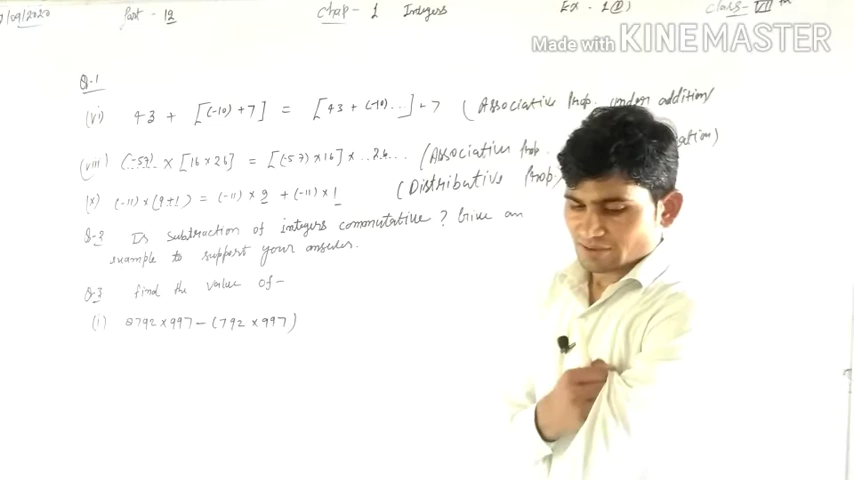 /09/2020 Part - 12 Chap - 1 Integers Ex. 1(D) Class - VII th
Made with KINEMASTER
Q-1
(vi) 43 + [(-10) + 7] = [43 + (-10)...] + 7 (Associative Prop. under addition)
(viii) (-57) × [16 × 26] = [(-57) × 16] × ..26... (Associative Prop. ation)
(x) (-11) × (9+1) = (-11) × 9 + (-11) × 1 (Distributive Prop)
Q-2 Is subtraction of integers commutative? Give an
example to support your answer.
Q-3 find the value of -
(i) 8792 × 997 - (792 × 997)